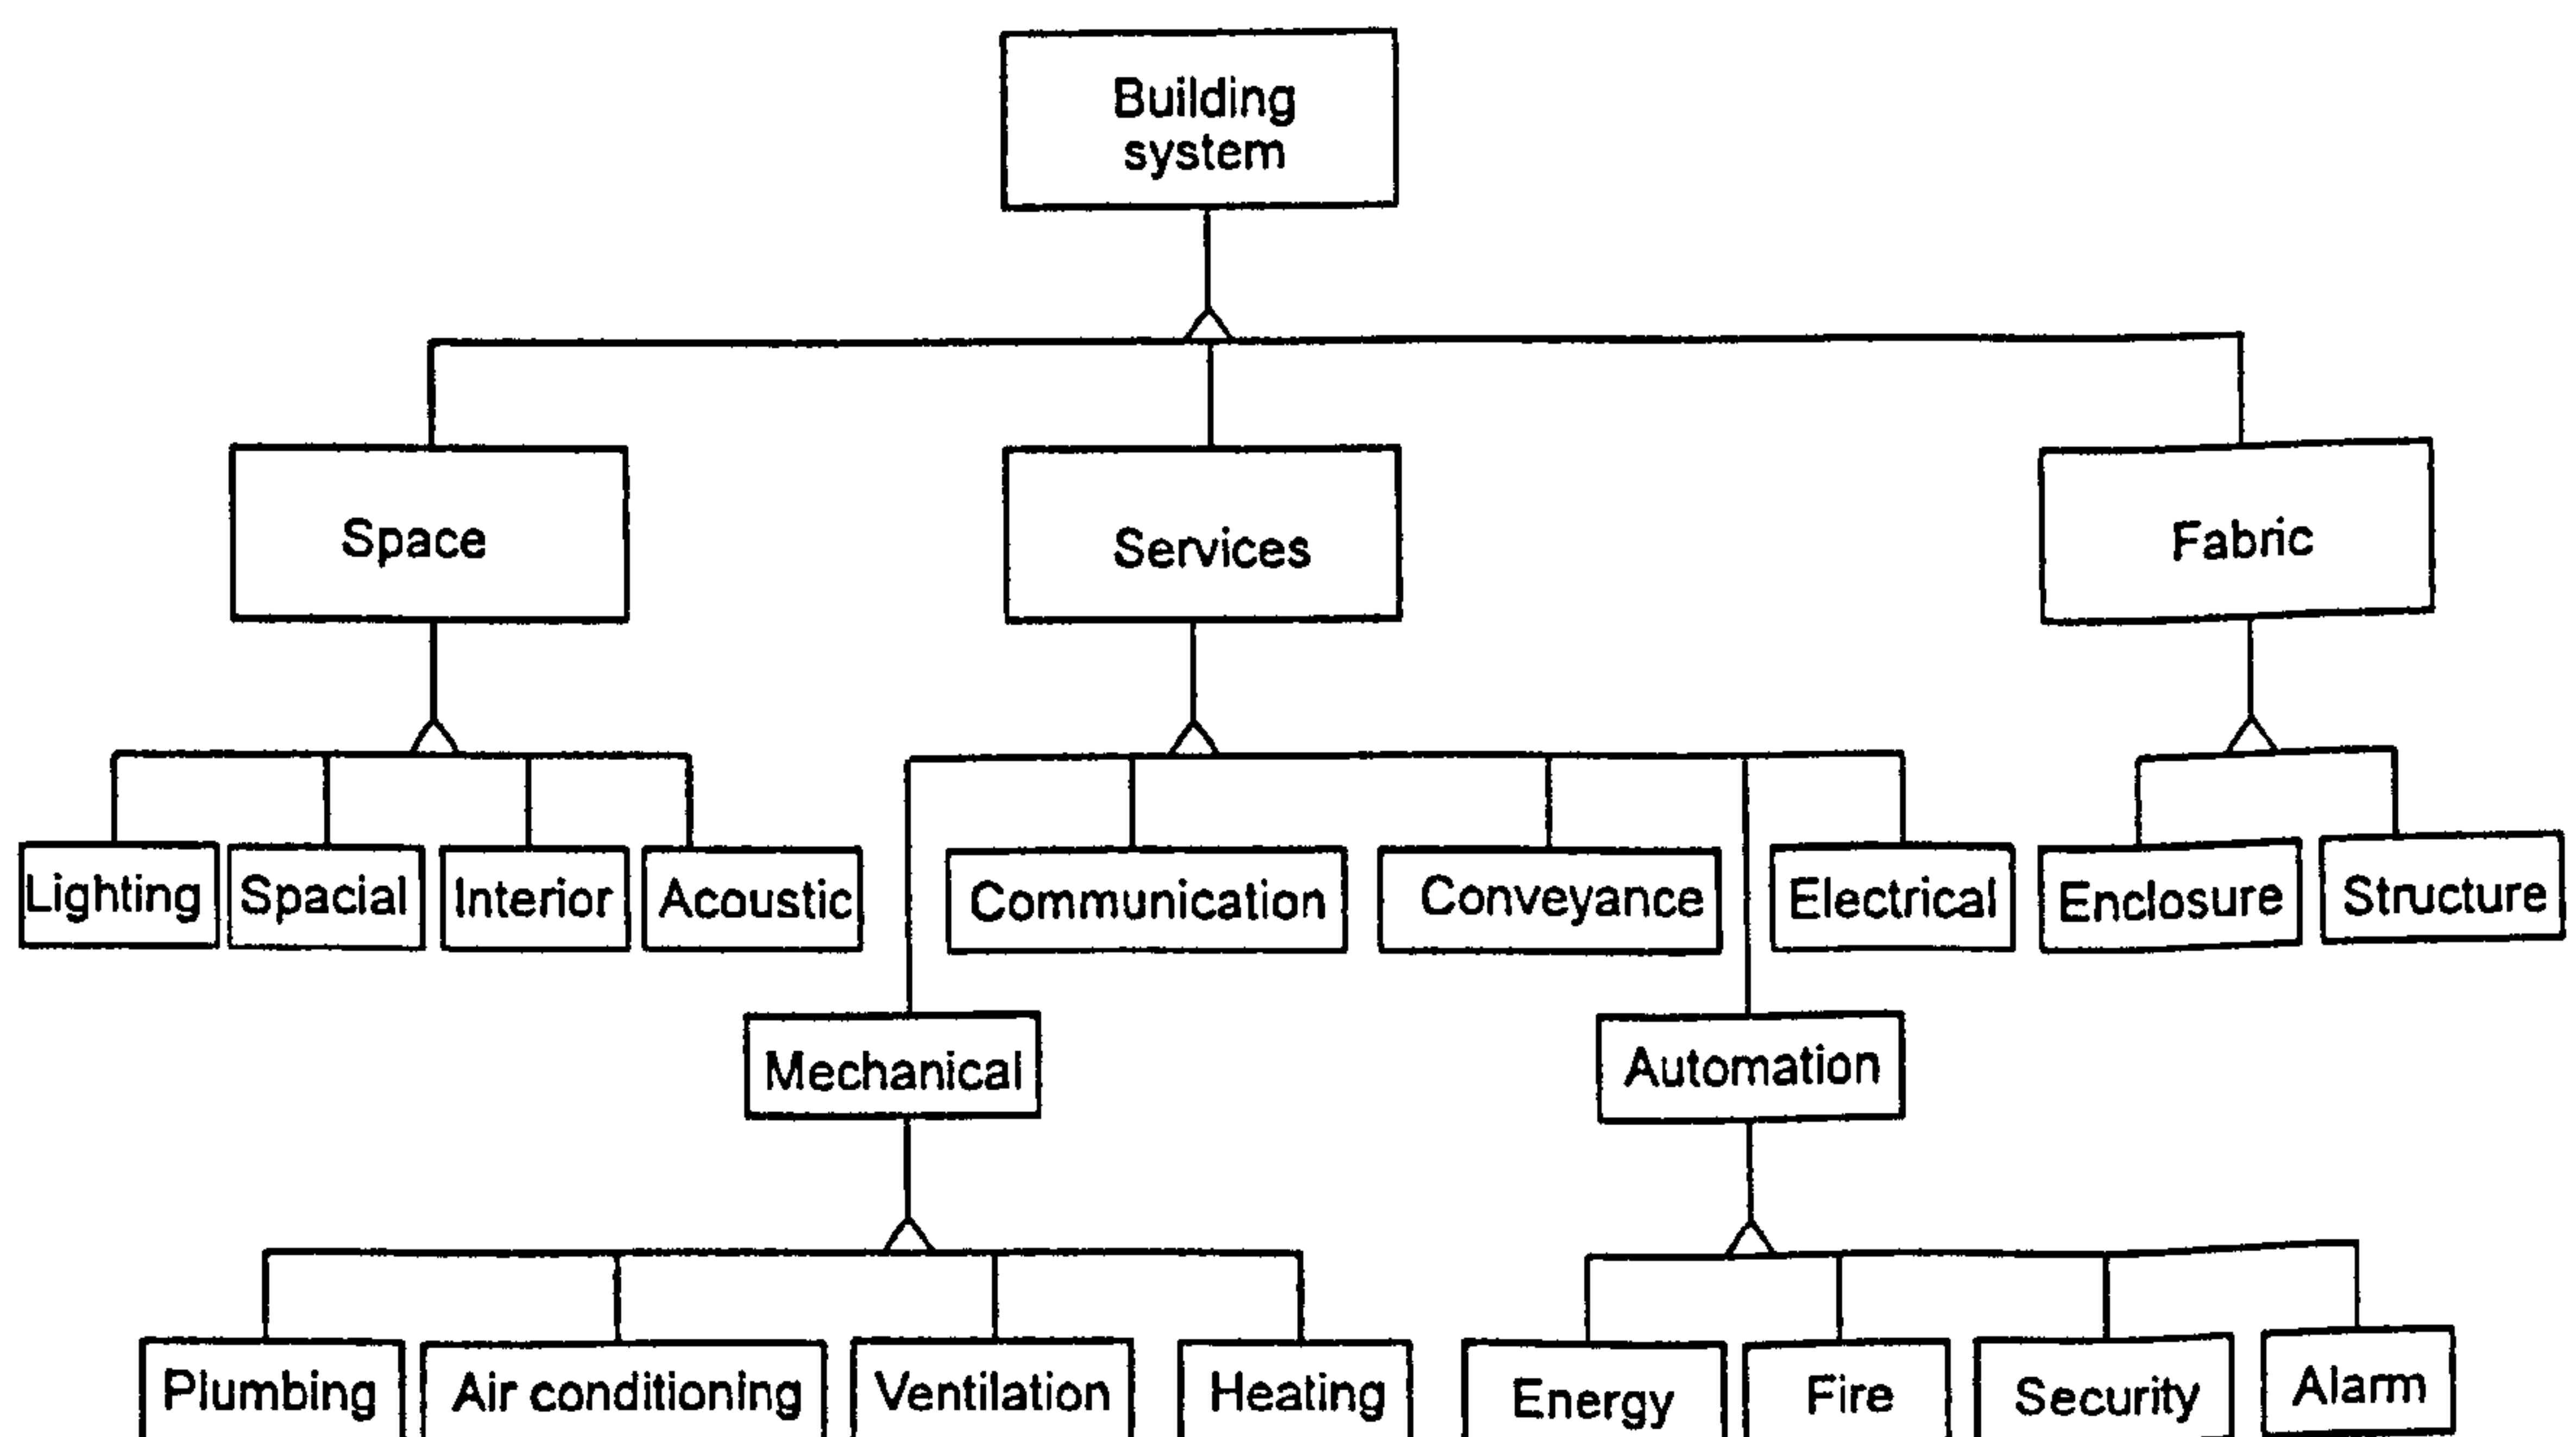 Building
system
Space
Services
Fabric
Lighting
Spacial
Interior
Acoustic
Communication
Conveyance
Electrical
Enclosure
Structure
Mechanical
Automation
Plumbing
Air conditioning
Ventilation
Heating
Energy
Fire
Security
Alarm